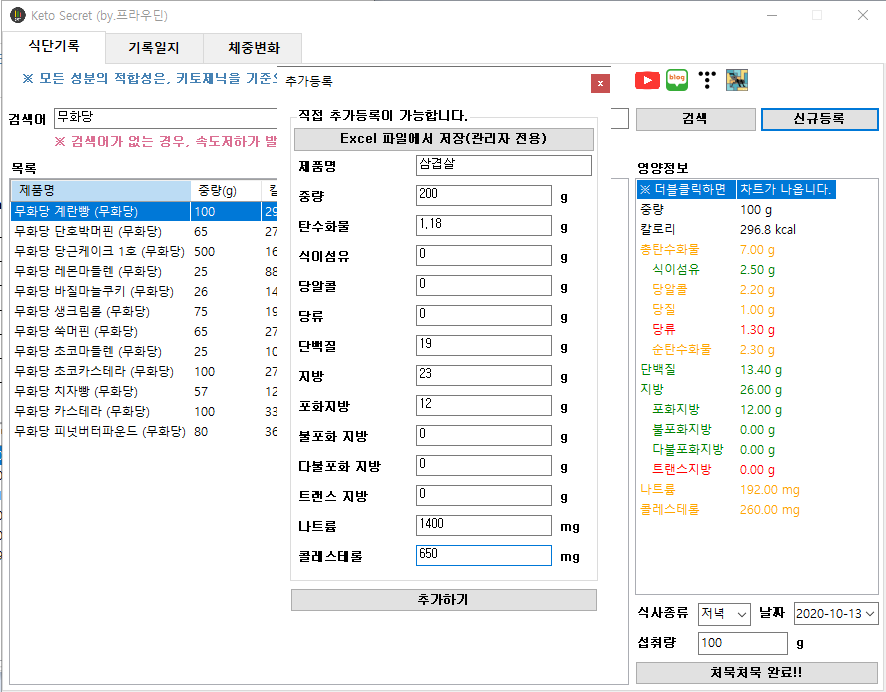 Keto Secret (by.프라우딘)
식단기록 기록일지 체중변화
※ 모든 성분의 적합성은, 키토제닉을 기준으
검색어 무화당
검색 신규등록
※ 검색어가 없는 경우, 속도저하가 발
목록
제품명 중량(g) 칼
무화당 계란빵 (무화당) 100 29
무화당 단호박머핀 (무화당) 65 27
무화당 당근케이크 1호 (무화당) 500 16
무화당 레몬마들렌 (무화당) 25 88
무화당 바질마늘쿠키 (무화당) 26 14
무화당 생크림롤 (무화당) 75 19
무화당 쑥머핀 (무화당) 65 27
무화당 초코마들렌 (무화당) 25 10
무화당 초코카스테라 (무화당) 100 27
무화당 치자빵 (무화당) 57 12
무화당 카스테라 (무화당) 100 33
무화당 피넛버터파운드 (무화당) 80 36
추가등록 x
직접 추가등록이 가능합니다.
Excel 파일에서 저장(관리자 전용)
제품명 삼겹살
중량 200 g
탄수화물 1.18 g
식이섬유 0 g
당알콜 0 g
당류 0 g
단백질 19 g
지방 23 g
포화지방 12 g
불포화 지방 0 g
다불포화 지방 0 g
트랜스 지방 0 g
나트륨 1400 mg
콜레스테롤 650 mg
추가하기
blog
영양정보
※ 더블클릭하면 차트가 나옵니다.
중량 100 g
칼로리 296.8 kcal
총탄수화물 7.00 g
식이섬유 2.50 g
당알콜 2.20 g
당질 1.00 g
당류 1.30 g
순탄수화물 2.30 g
단백질 13.40 g
지방 26.00 g
포화지방 12.00 g
불포화지방 0.00 g
다불포화지방 0.00 g
트랜스지방 0.00 g
나트륨 192.00 mg
콜레스테롤 260.00 mg
식사종류 저녁 날짜 2020-10-13
섭취량 100 g
처묵처묵 완료!!